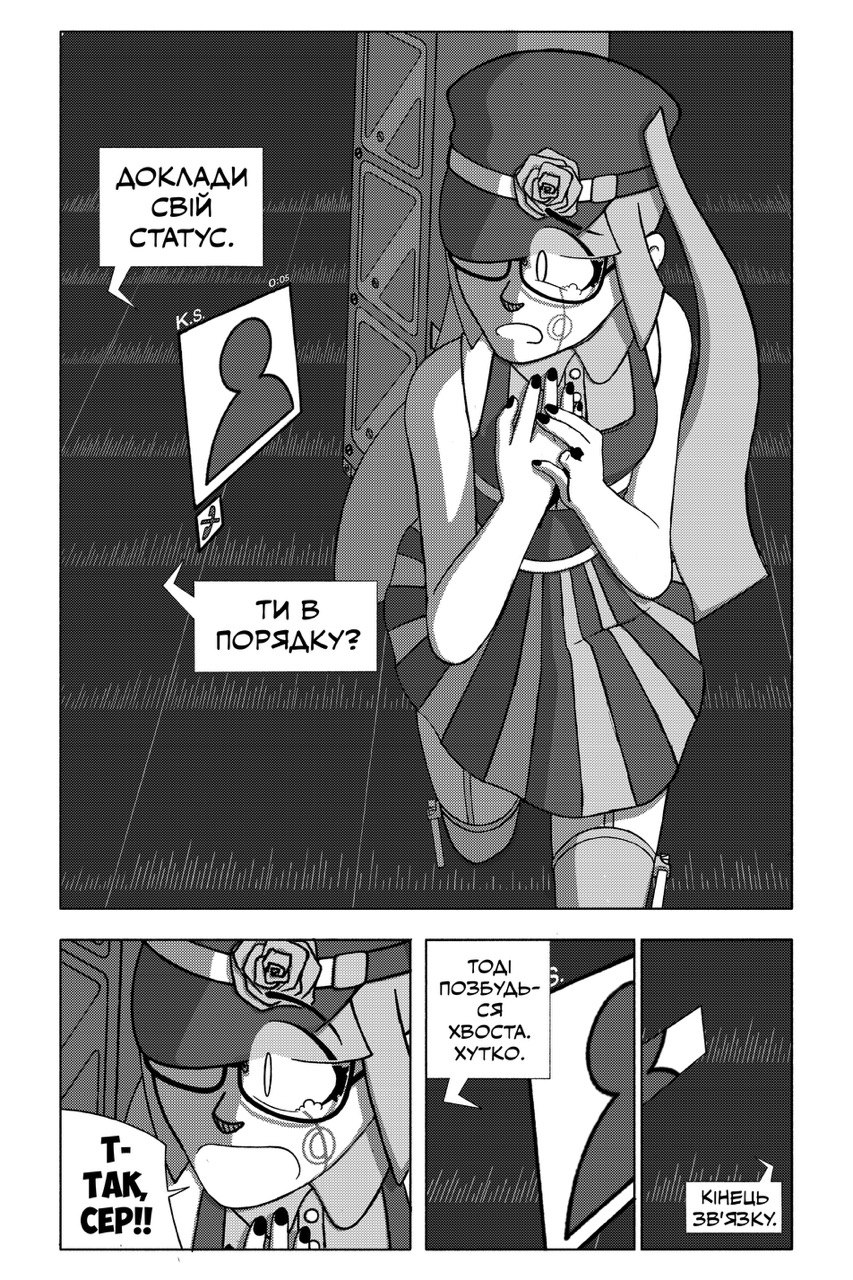 ДОКЛАДИ
СВІЙ
СТАТУС.
0:05
K.S.
ТИ В
ПОРЯДКУ?
Т-
ТАК,
СЕР!!
S.
ТОДІ
ПОЗБУДЬ-
СЯ
ХВОСТА.
ХУТКО.
КІНЕЦЬ
ЗВ'ЯЗКУ.